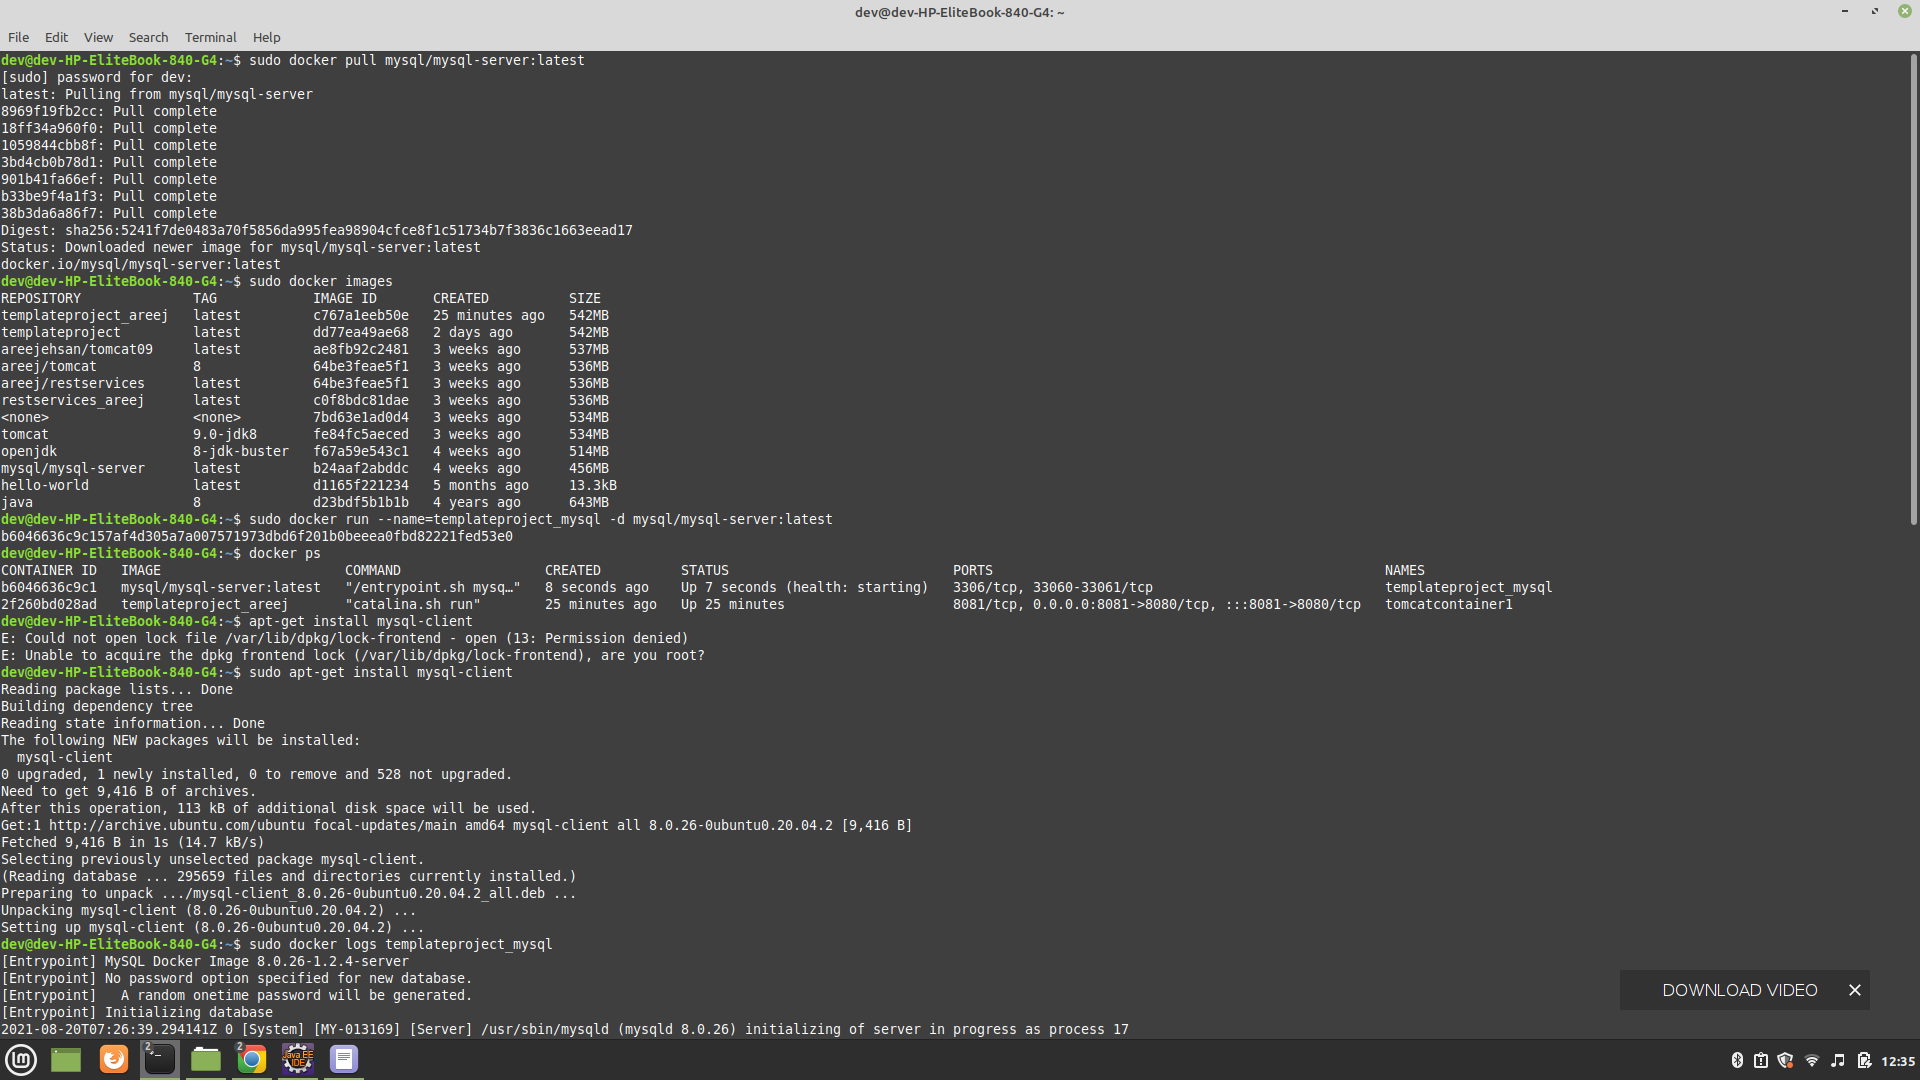 dev@dev-HP-EliteBook-840-G4: ~
File Edit View Search Terminal Help
dev@dev-HP-EliteBook-840-G4:~$ sudo docker pull mysql/mysql-server:latest
[sudo] password for dev:
latest: Pulling from mysql/mysql-server
8969f19fb2cc: Pull complete
18ff34a960f0: Pull complete
1059844cbb8f: Pull complete
3bd4cb0b78d1: Pull complete
901b41fa66ef: Pull complete
b33be9f4a1f3: Pull complete
38b3da6a86f7: Pull complete
Digest: sha256:5241f7de0483a70f5856da995fea98904cfce8f1c51734b7f3836c1663eead17
Status: Downloaded newer image for mysql/mysql-server:latest
docker.io/mysql/mysql-server:latest
dev@dev-HP-EliteBook-840-G4:~$ sudo docker images
REPOSITORY TAG IMAGE ID CREATED SIZE
templateproject_areej latest c767a1eeb50e 25 minutes ago 542MB
templateproject latest dd77ea49ae68 2 days ago 542MB
areejehsan/tomcat09 latest ae8fb92c2481 3 weeks ago 537MB
areej/tomcat 8 64be3feae5f1 3 weeks ago 536MB
areej/restservices latest 64be3feae5f1 3 weeks ago 536MB
restservices_areej latest c0f8bdc81dae 3 weeks ago 536MB
<none> <none> 7bd63e1ad0d4 3 weeks ago 534MB
tomcat 9.0-jdk8 fe84fc5aeced 3 weeks ago 534MB
openjdk 8-jdk-buster f67a59e543c1 4 weeks ago 514MB
mysql/mysql-server latest b24aaf2abddc 4 weeks ago 456MB
hello-world latest d1165f221234 5 months ago 13.3kB
java 8 d23bdf5b1b1b 4 years ago 643MB
dev@dev-HP-EliteBook-840-G4:~$ sudo docker run --name=templateproject_mysql -d mysql/mysql-server:latest
b6046636c9c157af4d305a7a007571973dbd6f201b0beeea0fbd82221fed53e0
dev@dev-HP-EliteBook-840-G4:~$ docker ps
CONTAINER ID IMAGE COMMAND CREATED STATUS PORTS NAMES
b6046636c9c1 mysql/mysql-server:latest "/entrypoint.sh mysq…" 8 seconds ago Up 7 seconds (health: starting) 3306/tcp, 33060-33061/tcp templateproject_mysql
2f260bd028ad templateproject_areej "catalina.sh run" 25 minutes ago Up 25 minutes 8081/tcp, 0.0.0.0:8081->8080/tcp, :::8081->8080/tcp tomcatcontainer1
dev@dev-HP-EliteBook-840-G4:~$ apt-get install mysql-client
E: Could not open lock file /var/lib/dpkg/lock-frontend - open (13: Permission denied)
E: Unable to acquire the dpkg frontend lock (/var/lib/dpkg/lock-frontend), are you root?
dev@dev-HP-EliteBook-840-G4:~$ sudo apt-get install mysql-client
Reading package lists... Done
Building dependency tree
Reading state information... Done
The following NEW packages will be installed:
mysql-client
0 upgraded, 1 newly installed, 0 to remove and 528 not upgraded.
Need to get 9,416 B of archives.
After this operation, 113 kB of additional disk space will be used.
Get:1 http://archive.ubuntu.com/ubuntu focal-updates/main amd64 mysql-client all 8.0.26-0ubuntu0.20.04.2 [9,416 B]
Fetched 9,416 B in 1s (14.7 kB/s)
Selecting previously unselected package mysql-client.
(Reading database ... 295659 files and directories currently installed.)
Preparing to unpack .../mysql-client_8.0.26-0ubuntu0.20.04.2_all.deb ...
Unpacking mysql-client (8.0.26-0ubuntu0.20.04.2) ...
Setting up mysql-client (8.0.26-0ubuntu0.20.04.2) ...
dev@dev-HP-EliteBook-840-G4:~$ sudo docker logs templateproject_mysql
[Entrypoint] MySQL Docker Image 8.0.26-1.2.4-server
[Entrypoint] No password option specified for new database.
[Entrypoint] A random onetime password will be generated.
[Entrypoint] Initializing database
2021-08-20T07:26:39.294141Z 0 [System] [MY-013169] [Server] /usr/sbin/mysqld (mysqld 8.0.26) initializing of server in progress as process 17
DOWNLOAD VIDEO
2
2
Java EE
IDE
12:35